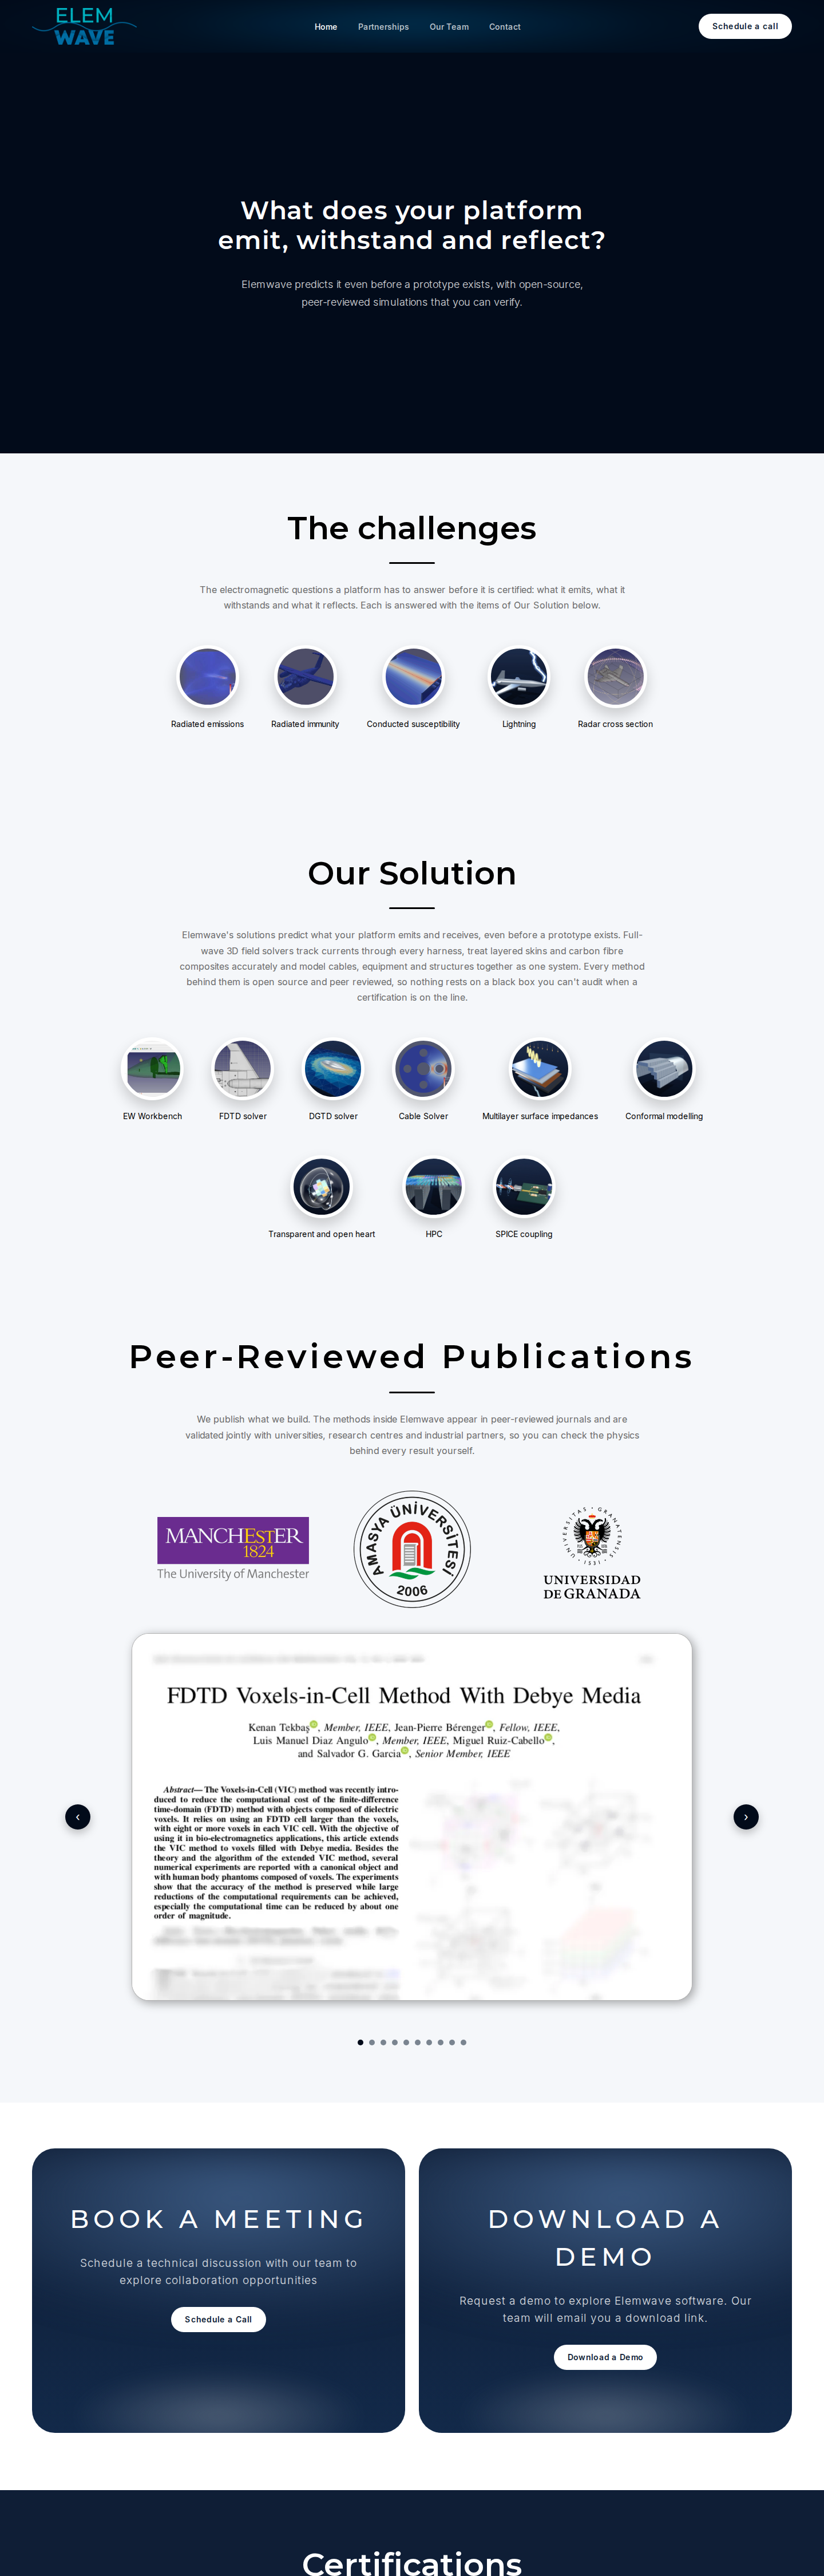 ELEM
WAVE
Home
Partnerships
Our Team
Contact
Schedule a call
What does your platform
emit, withstand and reflect?
Elemwave predicts it even before a prototype exists, with open-source,
peer-reviewed simulations that you can verify.
The challenges
The electromagnetic questions a platform has to answer before it is certified: what it emits, what it
withstands and what it reflects. Each is answered with the items of Our Solution below.
Radiated emissions
Radiated immunity
Conducted susceptibility
Lightning
Radar cross section
Our Solution
Elemwave's solutions predict what your platform emits and receives, even before a prototype exists. Full-
wave 3D field solvers track currents through every harness, treat layered skins and carbon fibre
composites accurately and model cables, equipment and structures together as one system. Every method
behind them is open source and peer reviewed, so nothing rests on a black box you can't audit when a
certification is on the line.
EW Workbench
FDTD solver
DGTD solver
Cable Solver
Multilayer surface impedances
Conformal modelling
Transparent and open heart
HPC
SPICE coupling
Peer-Reviewed Publications
We publish what we build. The methods inside Elemwave appear in peer-reviewed journals and are
validated jointly with universities, research centres and industrial partners, so you can check the physics
behind every result yourself.
MANCHESTER
1824
The University of Manchester
AMASYA ÜNİVERSİTESİ
2006
UNIVERSITAS GRANATENSIS 1531
UNIVERSIDAD
DE GRANADA
FDTD Voxels-in-Cell Method With Debye Media
Kenan Tekbaş, Member, IEEE, Jean-Pierre Bérenger, Fellow, IEEE,
Luis Manuel Diaz Angulo, Member, IEEE, Miguel Ruiz-Cabello,
and Salvador G. Garcia, Senior Member, IEEE
Abstract—The Voxels-in-Cell (VIC) method was recently intro-
duced to reduce the computational cost of the finite-difference
time-domain (FDTD) method with objects composed of dielectric
voxels. It relies on using an FDTD cell larger than the voxels,
with eight or more voxels in each VIC cell. With the objective of
using it in bio-electromagnetics applications, this article extends
the VIC method to voxels filled with Debye media. Besides the
theory and the algorithm of the extended VIC method, several
numerical experiments are reported with a canonical object and
with human body phantoms composed of voxels. The experiments
show that the accuracy of the method is preserved while large
reductions of the computational requirements can be achieved,
especially the computational time can be reduced by about one
order of magnitude.
‹
›
BOOK A MEETING
Schedule a technical discussion with our team to
explore collaboration opportunities
Schedule a Call
DOWNLOAD A
DEMO
Request a demo to explore Elemwave software. Our
team will email you a download link.
Download a Demo
Certifications